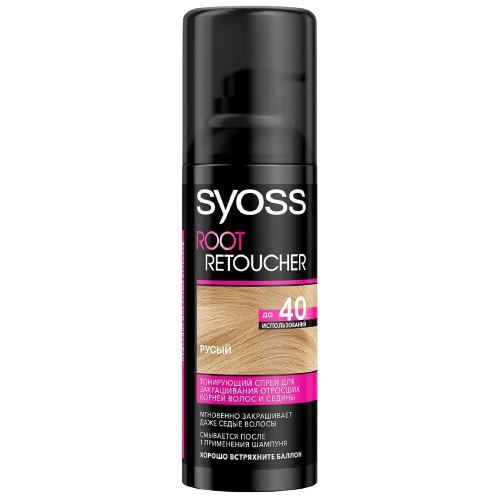 syoss
ROOT
RETOUCHER
ДО 40
ИСПОЛЬЗОВАНИЙ
РУСЫЙ
ТОНИРУЮЩИЙ СПРЕЙ ДЛЯ
ЗАКРАШИВАНИЯ ОТРОСШИХ
КОРНЕЙ ВОЛОС И СЕДИНЫ
МГНОВЕННО ЗАКРАШИВАЕТ
ДАЖЕ СЕДЫЕ ВОЛОСЫ
СМЫВАЕТСЯ ПОСЛЕ
1 ПРИМЕНЕНИЯ ШАМПУНЯ
ХОРОШО ВСТРЯХНИТЕ БАЛЛОН